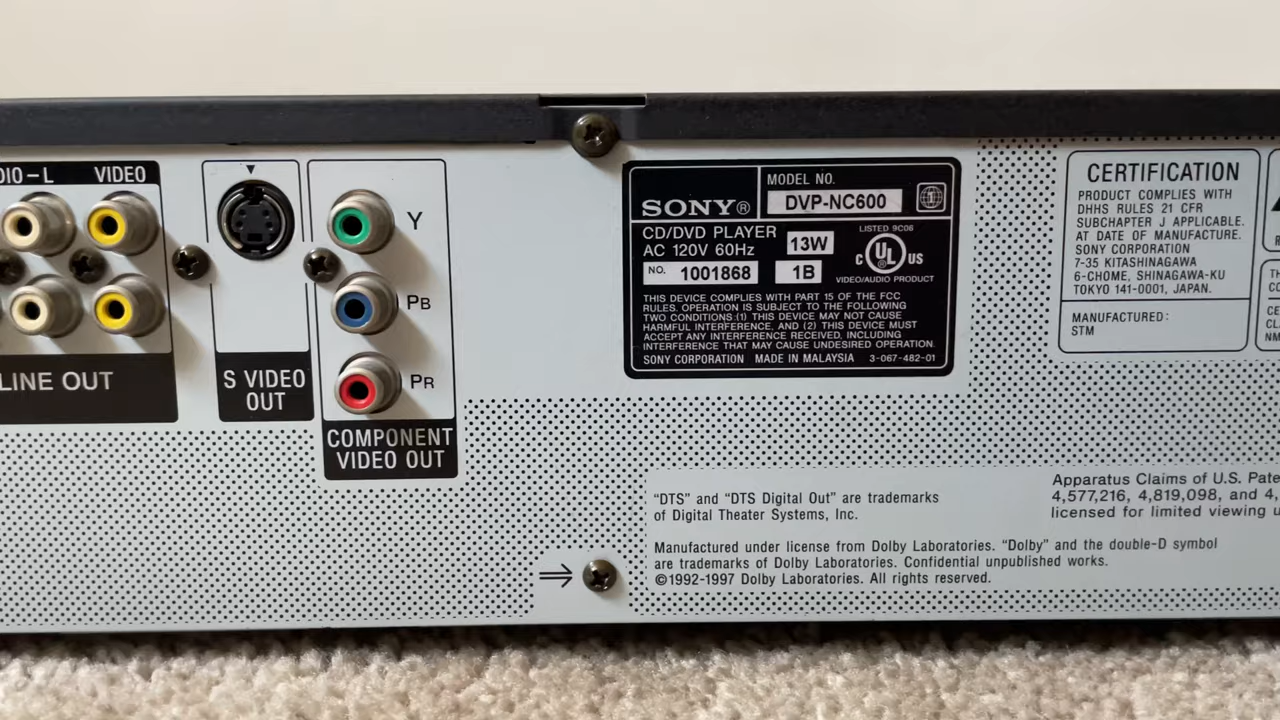 DIO-L VIDEO
LINE OUT
S VIDEO
OUT
Y
PB
PR
COMPONENT
VIDEO OUT
SONY®
MODEL NO.
DVP-NC600
CD/DVD PLAYER
AC 120V 60Hz
13W
NO. 1001868
1B
LISTED 9C06
C UL US
VIDEO/AUDIO PRODUCT
THIS DEVICE COMPLIES WITH PART 15 OF THE FCC
RULES. OPERATION IS SUBJECT TO THE FOLLOWING
TWO CONDITIONS:(1) THIS DEVICE MAY NOT CAUSE
HARMFUL INTERFERENCE, AND (2) THIS DEVICE MUST
ACCEPT ANY INTERFERENCE RECEIVED, INCLUDING
INTERFERENCE THAT MAY CAUSE UNDESIRED OPERATION.
SONY CORPORATION MADE IN MALAYSIA 3-067-482-01
CERTIFICATION
PRODUCT COMPLIES WITH
DHHS RULES 21 CFR
SUBCHAPTER J APPLICABLE.
AT DATE OF MANUFACTURE.
SONY CORPORATION
7-35 KITASHINAGAWA
6-CHOME, SHINAGAWA-KU
TOKYO 141-0001, JAPAN.
MANUFACTURED:
STM
"DTS" and "DTS Digital Out" are trademarks
of Digital Theater Systems, Inc.
Manufactured under license from Dolby Laboratories. "Dolby" and the double-D symbol
are trademarks of Dolby Laboratories. Confidential unpublished works.
©1992-1997 Dolby Laboratories. All rights reserved.
Apparatus Claims of U.S. Pate
4,577,216, 4,819,098, and 4,
licensed for limited viewing u